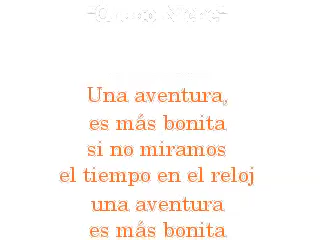 Una aventura,
es más bonita
si no miramos
el tiempo en el reloj
una aventura
es más bonita